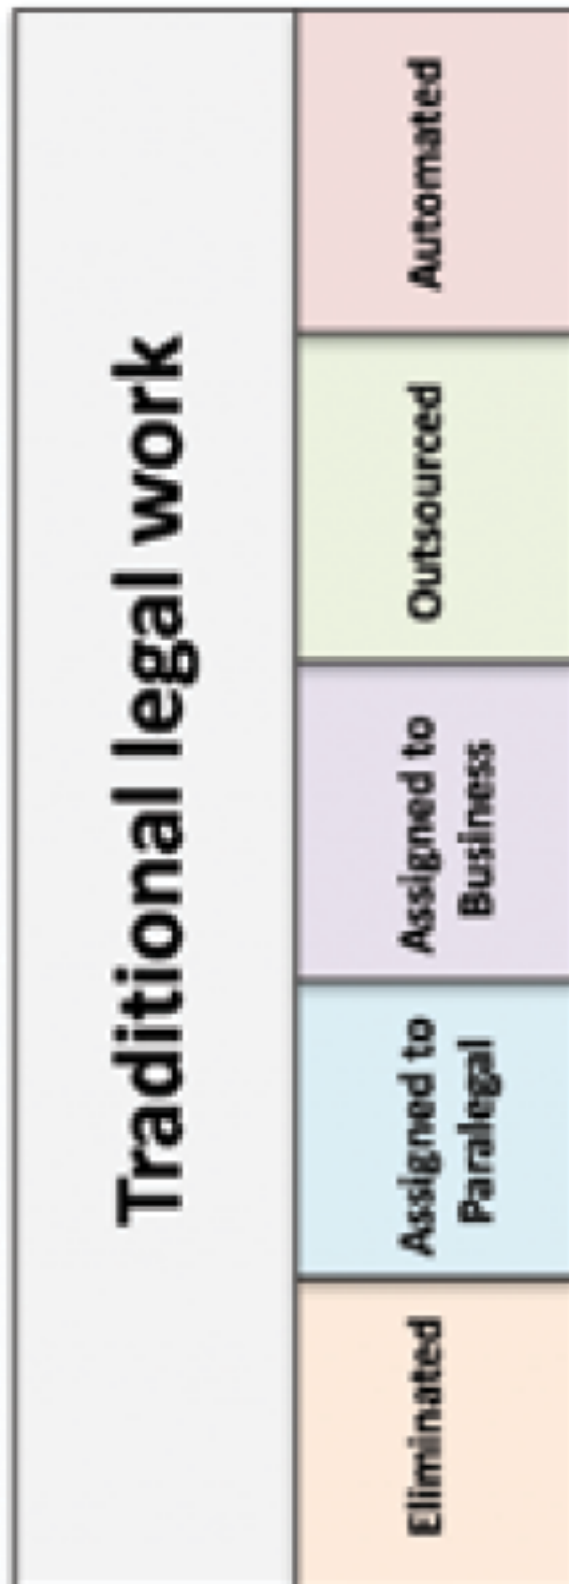 Traditional legal work
Eliminated
Assigned to
Paralegal
Assigned to
Business
Outsourced
Automated